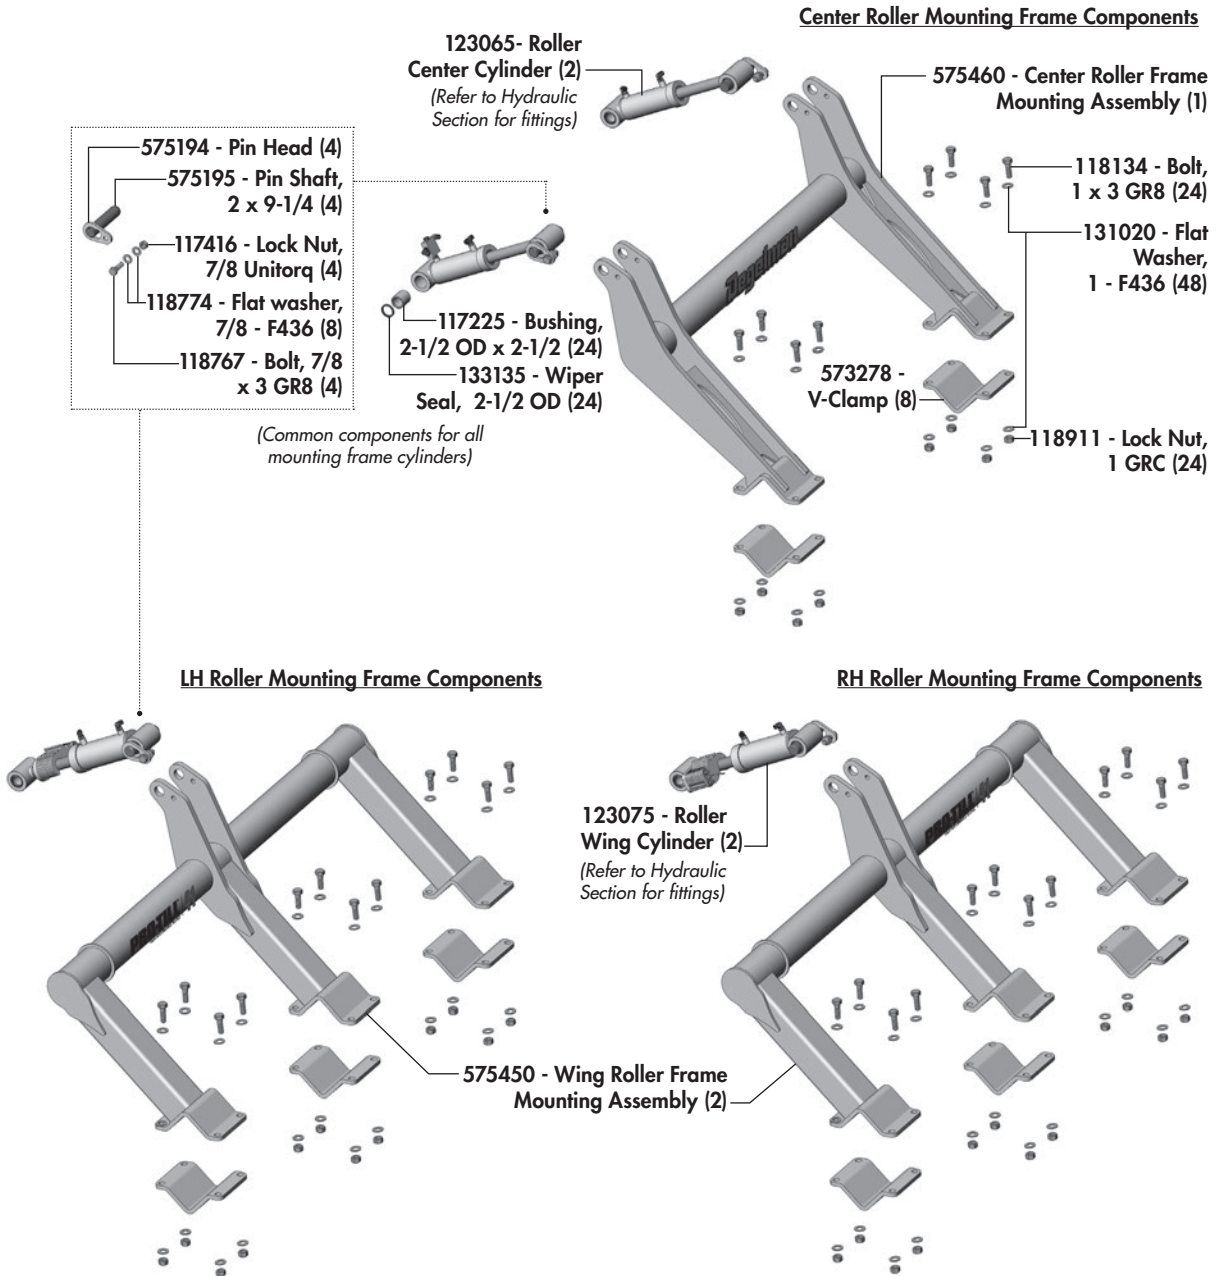 Center Roller Mounting Frame Components
123065- Roller
Center Cylinder (2)
(Refer to Hydraulic
Section for fittings)
575460 - Center Roller Frame
Mounting Assembly (1)
575194 - Pin Head (4)
575195 - Pin Shaft,
2 x 9-1/4 (4)
117416 - Lock Nut,
7/8 Unitorq (4)
118774 - Flat washer,
7/8 - F436 (8)
118767 - Bolt, 7/8
x 3 GR8 (4)
118134 - Bolt,
1 x 3 GR8 (24)
131020 - Flat
Washer,
1 - F436 (48)
Degelman
117225 - Bushing,
2-1/2 OD x 2-1/2 (24)
133135 - Wiper
Seal, 2-1/2 OD (24)
(Common components for all
mounting frame cylinders)
573278 -
V-Clamp (8)
118911 - Lock Nut,
1 GRC (24)
LH Roller Mounting Frame Components
RH Roller Mounting Frame Components
123075 - Roller
Wing Cylinder (2)
(Refer to Hydraulic
Section for fittings)
575450 - Wing Roller Frame
Mounting Assembly (2)